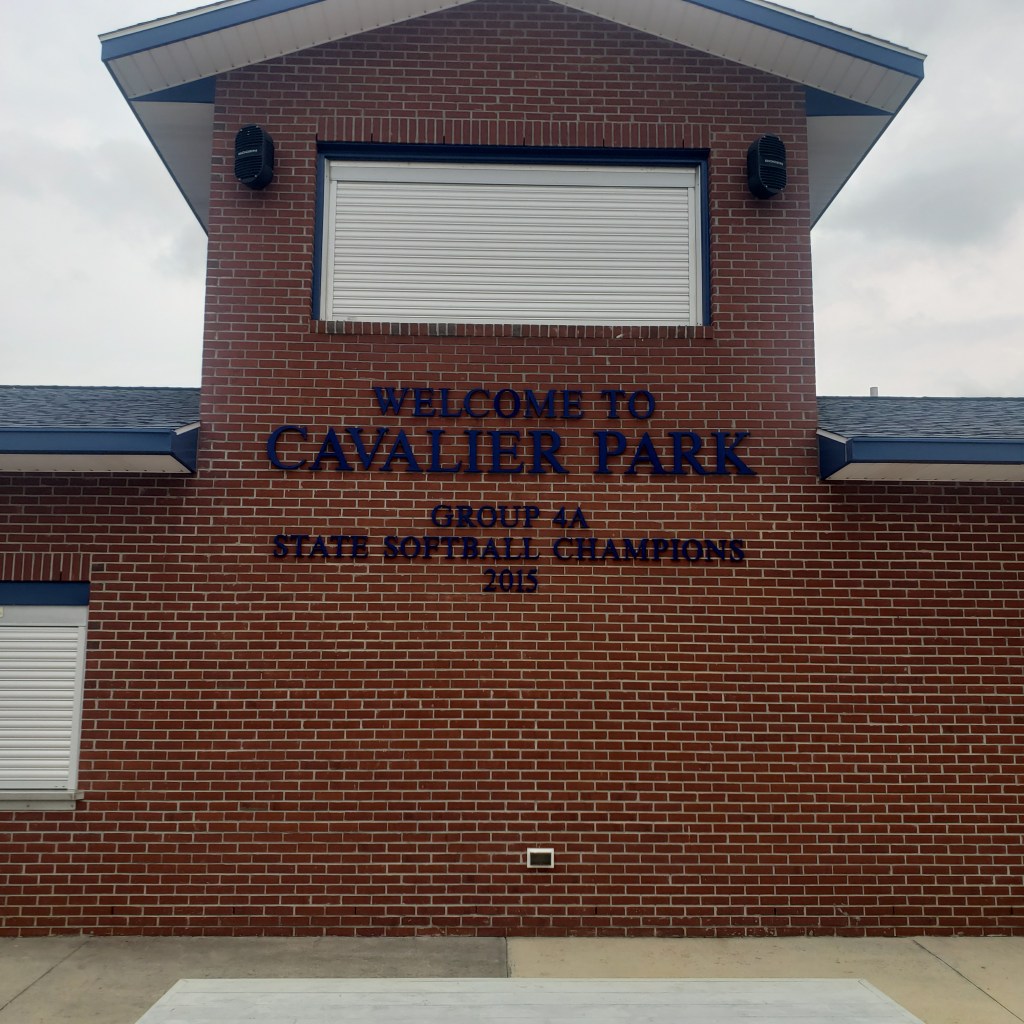 WELCOME TO
CAVALIER PARK
GROUP 4A
STATE SOFTBALL CHAMPIONS
2015